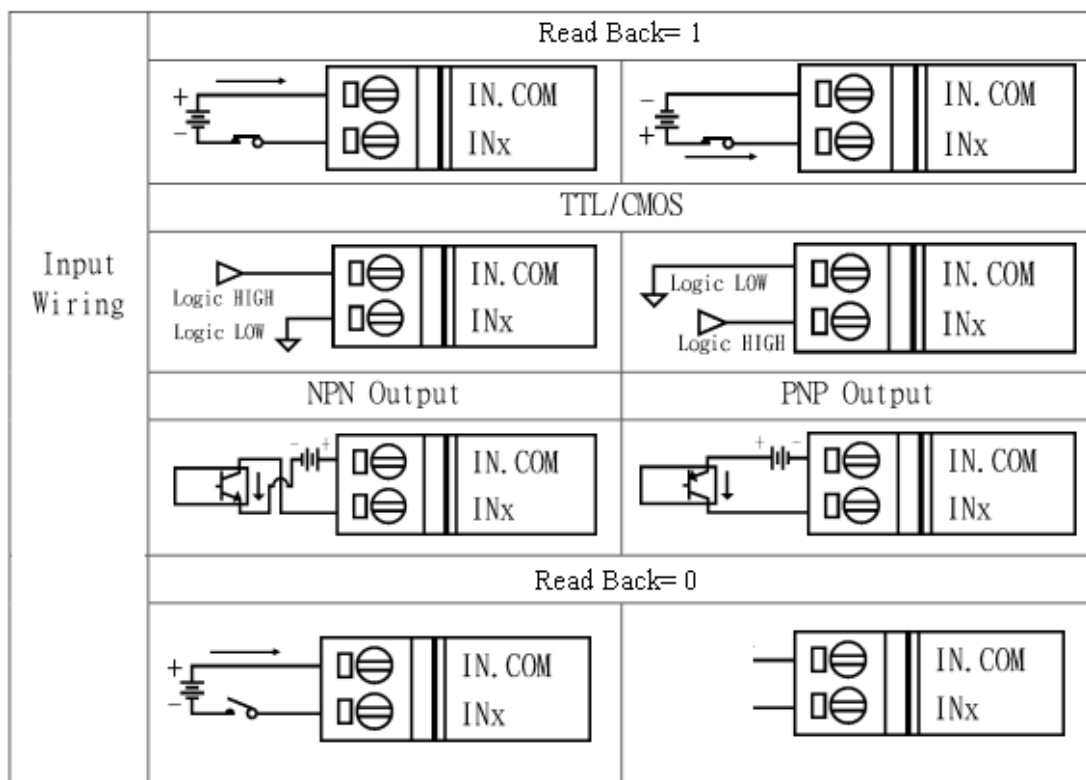 Input
Wiring
Read Back= 1
+
-
IN. COM
INx
-
+
IN. COM
INx
TTL/CMOS
Logic HIGH
Logic LOW
IN. COM
INx
Logic LOW
Logic HIGH
IN. COM
INx
NPN Output
PNP Output
- +
IN. COM
INx
+ -
IN. COM
INx
Read Back= 0
+
-
IN. COM
INx
IN. COM
INx